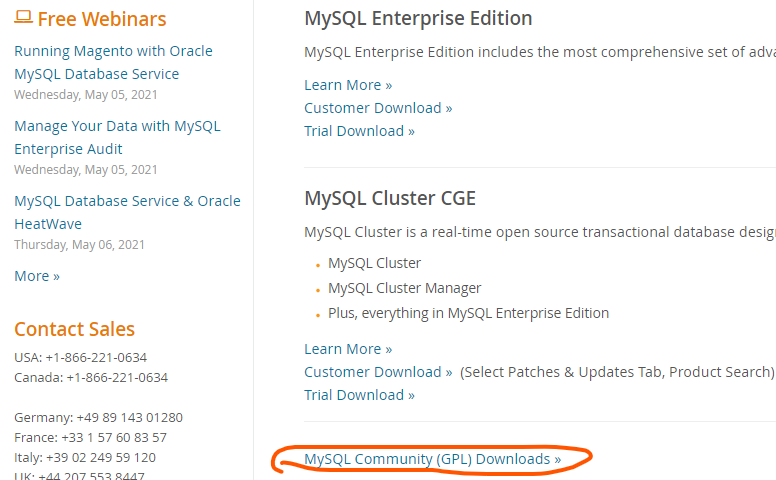 Free Webinars
Running Magento with Oracle
MySQL Database Service
Wednesday, May 05, 2021
Manage Your Data with MySQL
Enterprise Audit
Wednesday, May 05, 2021
MySQL Database Service & Oracle
HeatWave
Thursday, May 06, 2021
More »
Contact Sales
USA: +1-866-221-0634
Canada: +1-866-221-0634
Germany: +49 89 143 01280
France: +33 1 57 60 83 57
Italy: +39 02 249 59 120
UK: +44 207 553 8447
MySQL Enterprise Edition
MySQL Enterprise Edition includes the most comprehensive set of adva
Learn More »
Customer Download »
Trial Download »
MySQL Cluster CGE
MySQL Cluster is a real-time open source transactional database desig
• MySQL Cluster
• MySQL Cluster Manager
• Plus, everything in MySQL Enterprise Edition
Learn More »
Customer Download » (Select Patches & Updates Tab, Product Search)
Trial Download »
MySQL Community (GPL) Downloads »